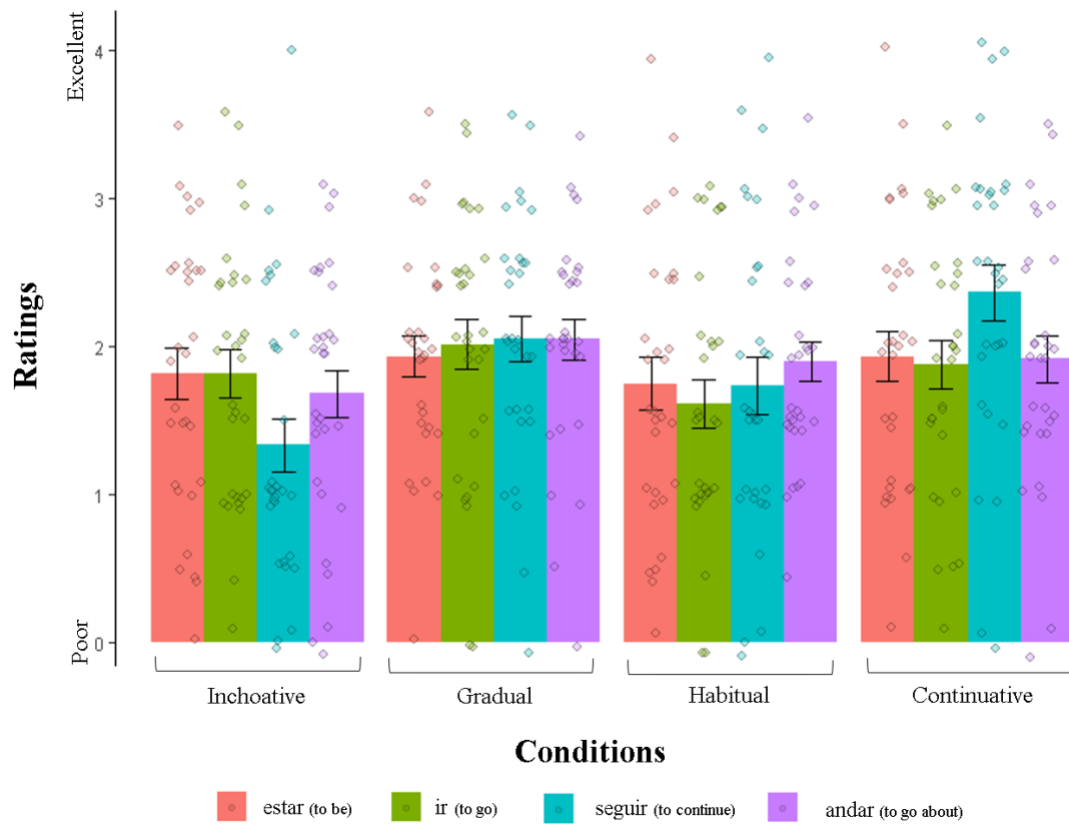 Excellent
4
3
2
1
0
Poor
Ratings
Inchoative
Gradual
Habitual
Continuative
Conditions
estar (to be)
ir (to go)
seguir (to continue)
andar (to go about)